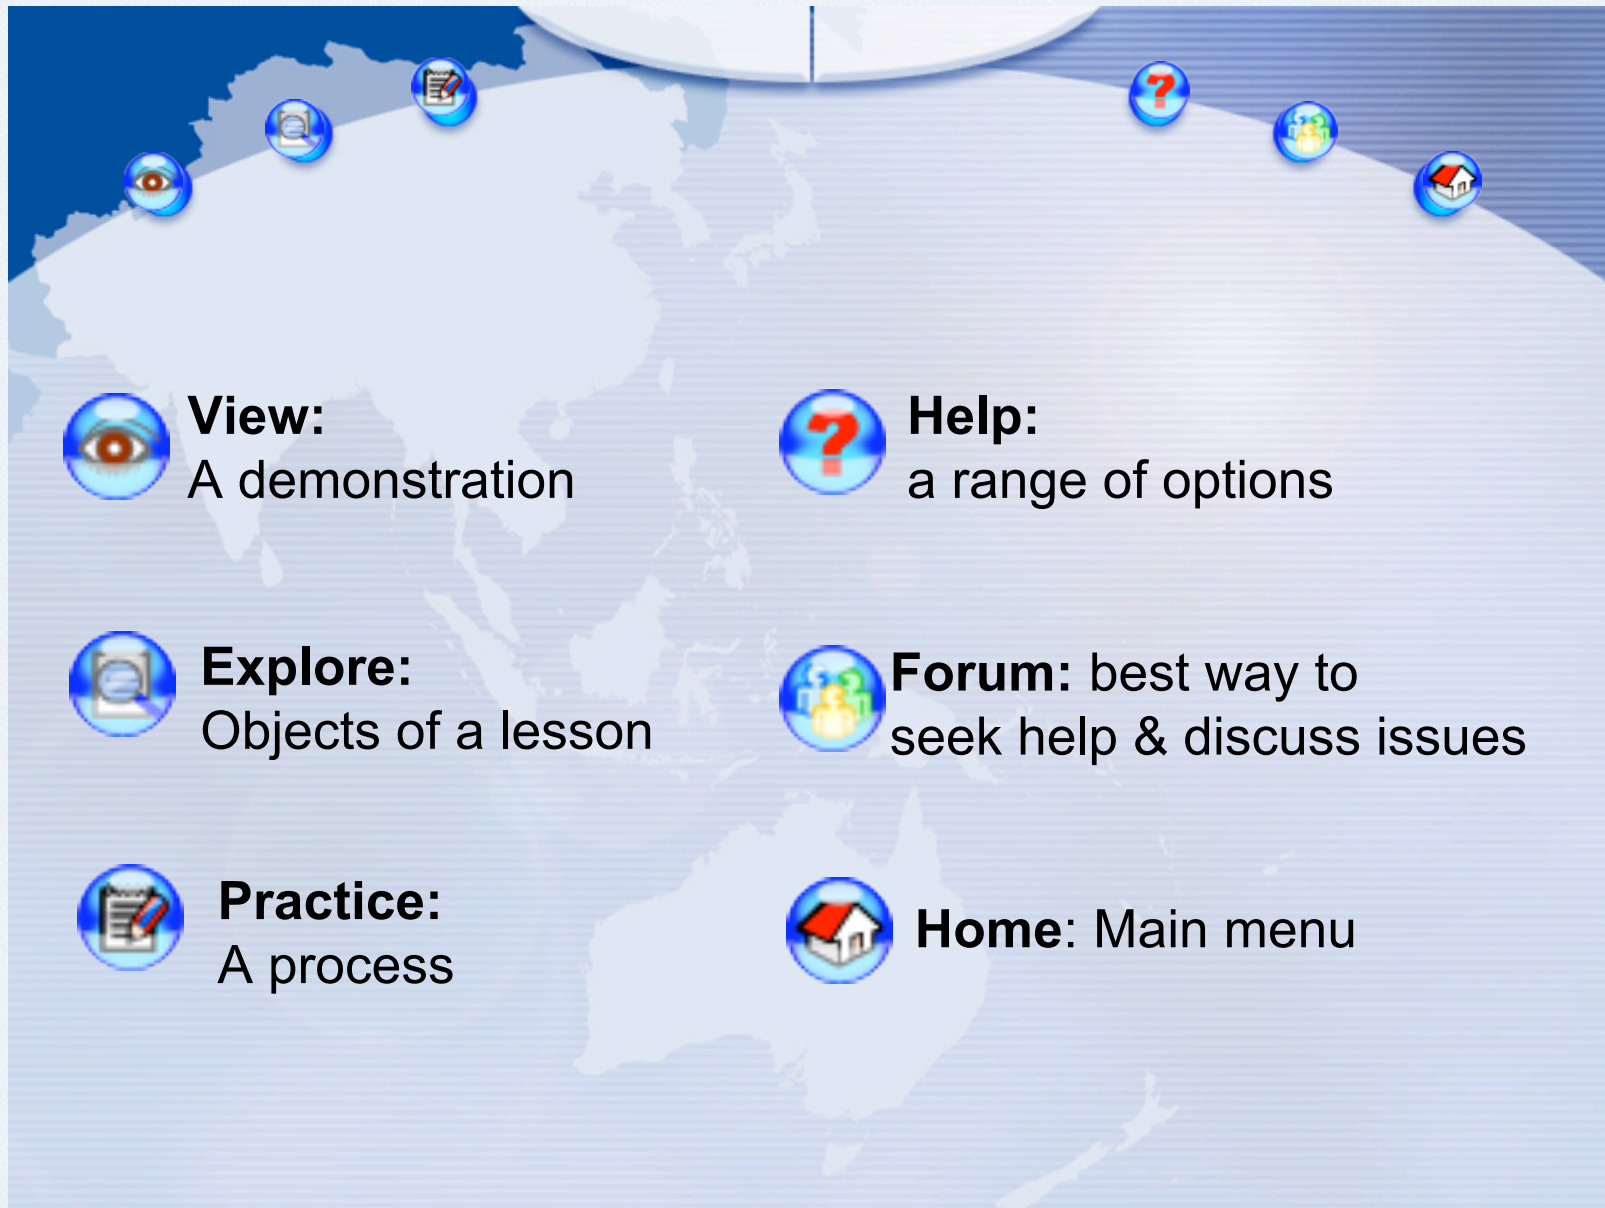 View:
A demonstration
Explore:
Objects of a lesson
Practice:
A process
Help:
a range of options
Forum: best way to
seek help & discuss issues
Home: Main menu